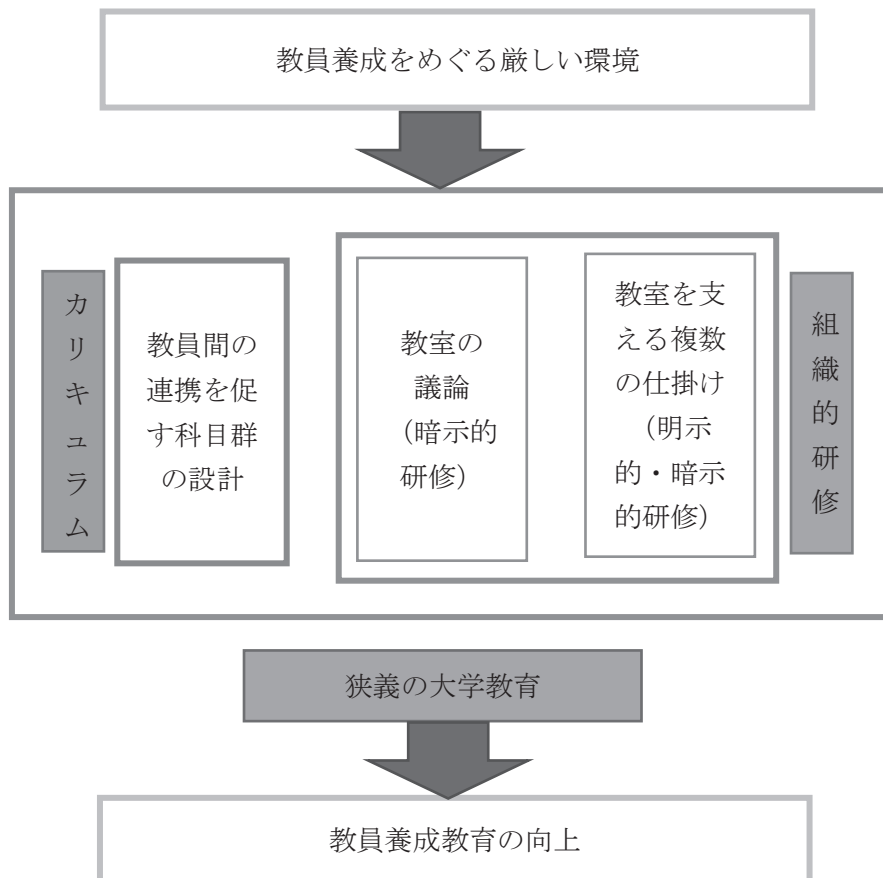 教員養成をめぐる厳しい環境
カリキュラム
教員間の
連携を促
す科目群
の設計
教室の
議論
（暗示的
研修）
教室を支
える複数
の仕掛け
（明示
的・暗示
的研修）
組織的研修
狭義の大学教育
教員養成教育の向上